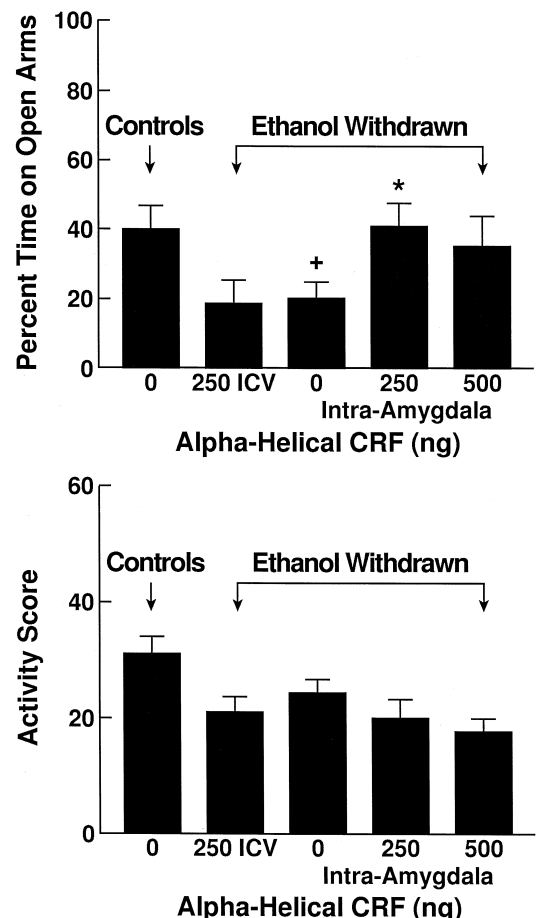 Percent Time on Open Arms
100
80
60
40
20
0
Controls
Ethanol Withdrawn
+
*
0 250 ICV 0 250 500
Intra-Amygdala
Alpha-Helical CRF (ng)
Activity Score
60
40
20
0
Controls
Ethanol Withdrawn
0 250 ICV 0 250 500
Intra-Amygdala
Alpha-Helical CRF (ng)